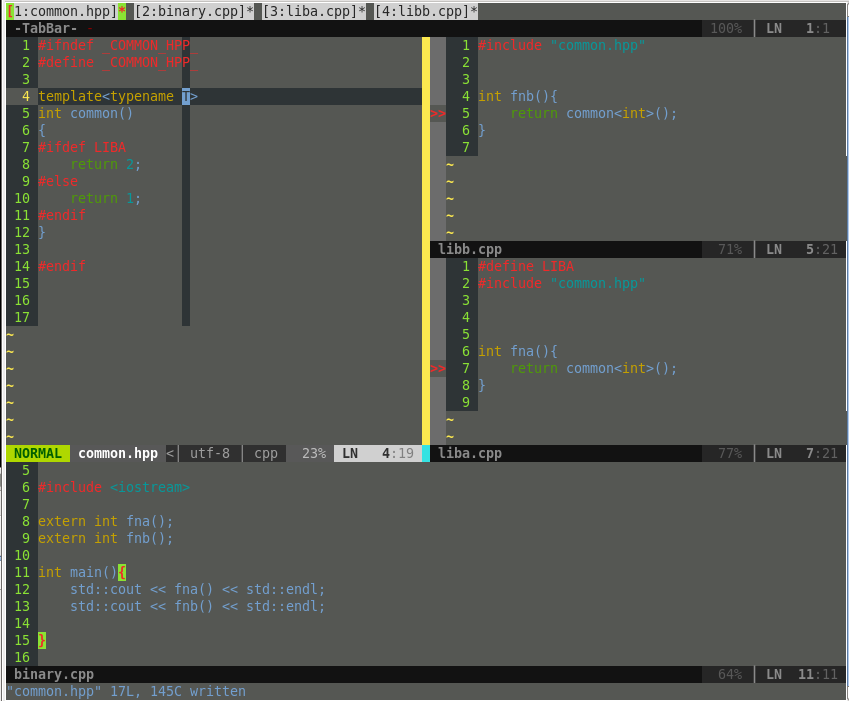 [1:common.hpp]* [2:binary.cpp]* [3:liba.cpp]* [4:libb.cpp]*
-TabBar- - 100% | LN 1:1
1 #ifndef _COMMON_HPP_
2 #define _COMMON_HPP_
3
4 template<typename T>
5 int common()
6 {
7 #ifdef LIBA
8     return 2;
9 #else
10     return 1;
11 #endif
12 }
13
14 #endif
15
16
17
~
~
~
~
~
~
~
NORMAL common.hpp < | utf-8 | cpp 23% LN 4:19
1 #include "common.hpp"
2
3
4 int fnb(){
>> 5     return common<int>();
6 }
7
~
~
~
~
~
libb.cpp 71% | LN 5:21
1 #define LIBA
2 #include "common.hpp"
3
4
5
6 int fna(){
>> 7     return common<int>();
8 }
9
~
~
liba.cpp 77% | LN 7:21
5
6 #include <iostream>
7
8 extern int fna();
9 extern int fnb();
10
11 int main(){
12     std::cout << fna() << std::endl;
13     std::cout << fnb() << std::endl;
14
15 }
16
binary.cpp 64% | LN 11:11
"common.hpp" 17L, 145C written